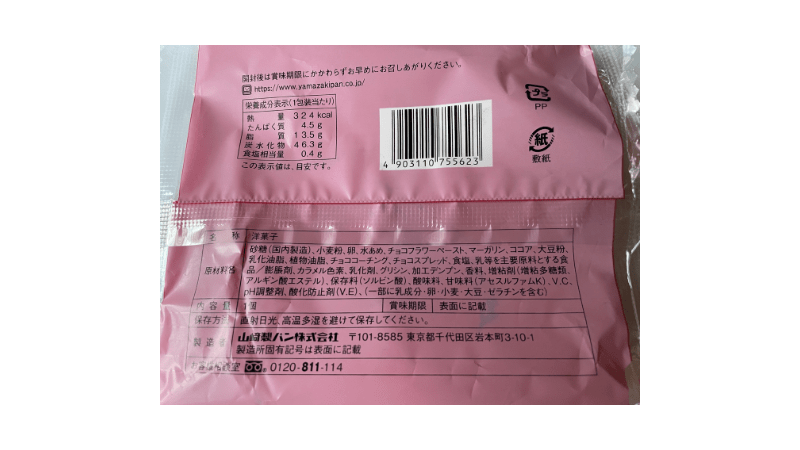 開封後は賞味期限にかかわらずお早めにお召しあがりください。
https://www.yamazakipan.co.jp/
栄養成分表示(1包装当たり)
熱量 324kcal
たんぱく質 4.5g
脂質 13.5g
炭水化物 46.3g
食塩相当量 0.4g
この表示値は、目安です。
4 903110 755623
プラ
PP
紙
敷紙
名称 洋菓子
原材料名 砂糖(国内製造)、小麦粉、卵、水あめ、チョコフラワーペースト、マーガリン、ココア、大豆粉、
乳化油脂、植物油脂、チョココーチング、チョコスプレッド、食塩、乳等を主要原料とする食
品/膨脹剤、カラメル色素、乳化剤、グリシン、加工デンプン、香料、増粘剤(増粘多糖類、
アルギン酸エステル)、保存料(ソルビン酸)、酸味料、甘味料(アセスルファムK)、V.C、
pH調整剤、酸化防止剤(V.E)、(一部に乳成分・卵・小麦・大豆・ゼラチンを含む)
内容量 1個 賞味期限 表面に記載
保存方法 直射日光、高温多湿を避けて保存してください。
製造者 山崎製パン株式会社 〒101-8585 東京都千代田区岩本町3-10-1
製造所固有記号は表面に記載
お客様相談室 0120-811-114